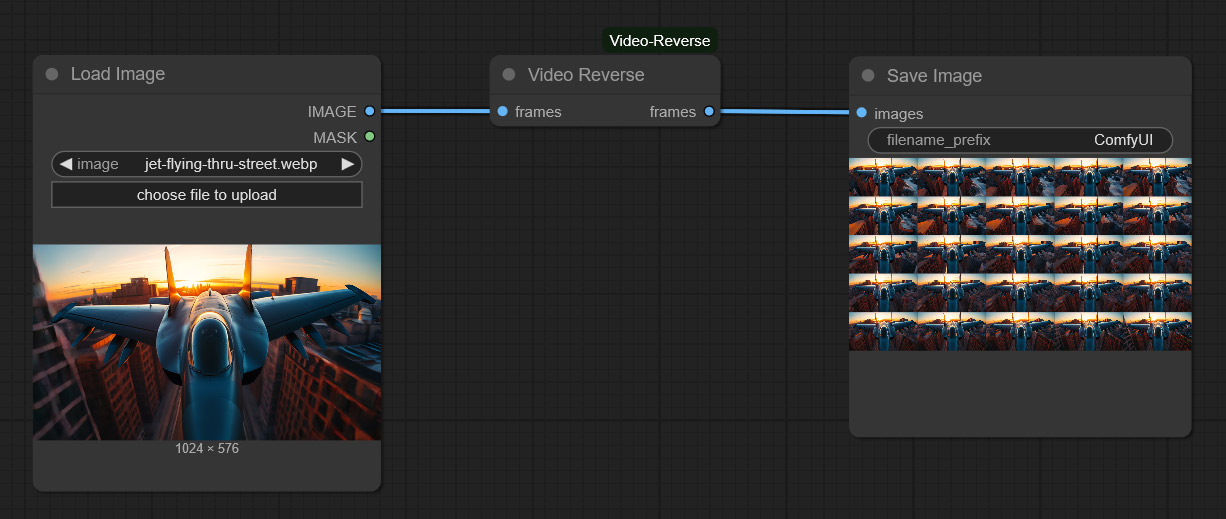 Video-Reverse
Load Image
IMAGE
MASK
image jet-flying-thru-street.webp
choose file to upload
1024 × 576
Video Reverse
frames frames
Save Image
images
filename_prefix ComfyUI